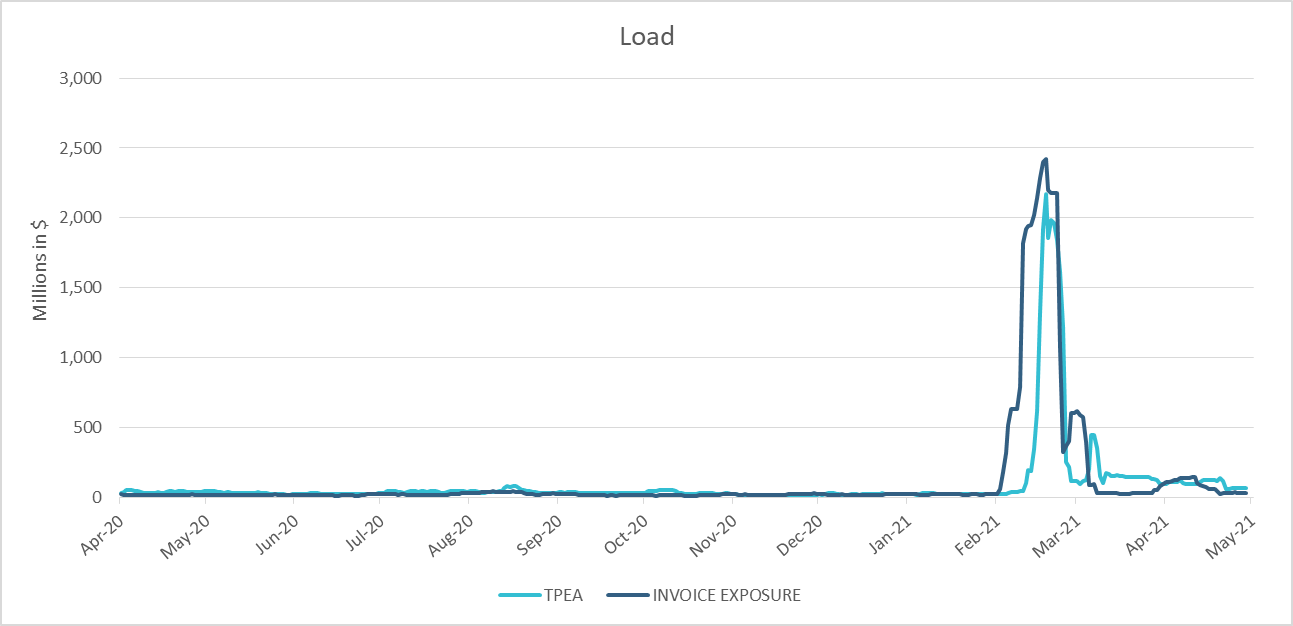 Load
Millions in $
3,000
2,500
2,000
1,500
1,000
500
0
Apr-20
May-20
Jun-20
Jul-20
Aug-20
Sep-20
Oct-20
Nov-20
Dec-20
Jan-21
Feb-21
Mar-21
Apr-21
May-21
TPEA
INVOICE EXPOSURE